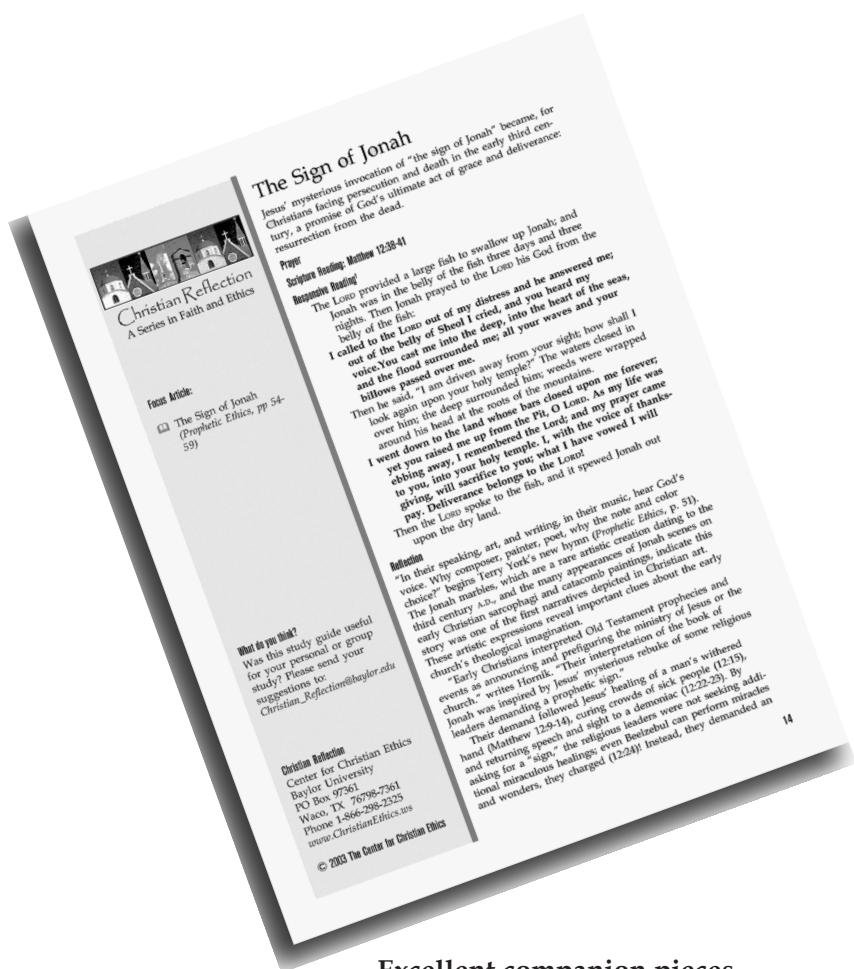 The Sign of Jonah
Jesus' mysterious invocation of "the sign of Jonah" became, for
Christians facing persecution and death in the early third cen-
tury, a promise of God's ultimate act of grace and deliverance:
resurrection from the dead.
Prayer
Scripture Reading: Matthew 12:38-41
Responsive Reading¹
The LORD provided a large fish to swallow up Jonah; and
Jonah was in the belly of the fish three days and three
nights. Then Jonah prayed to the LORD his God from the
belly of the fish:
I called to the LORD out of my distress and he answered me;
out of the belly of Sheol I cried, and you heard my
voice.You cast me into the deep, into the heart of the seas,
and the flood surrounded me; all your waves and your
billows passed over me.
Then he said, "I am driven away from your sight; how shall I
look again upon your holy temple?" The waters closed in
over him; the deep surrounded him; weeds were wrapped
around his head at the roots of the mountains.
I went down to the land whose bars closed upon me forever;
yet you raised me up from the Pit, O LORD. As my life was
ebbing away, I remembered the Lord; and my prayer came
to you, into your holy temple. I, with the voice of thanks-
giving, will sacrifice to you; what I have vowed I will
pay. Deliverance belongs to the LORD!
Then the LORD spoke to the fish, and it spewed Jonah out
upon the dry land.
Reflection
"In their speaking, art, and writing, in their music, hear God's
voice. Why composer, painter, poet, why the note and color
choice?" begins Terry York's new hymn (Prophetic Ethics, p. 51).
The Jonah marbles, which are a rare artistic creation dating to the
third century A.D., and the many appearances of Jonah scenes on
early Christian sarcophagi and catacomb paintings, indicate this
story was one of the first narratives depicted in Christian art.
These artistic expressions reveal important clues about the early
church's theological imagination.
"Early Christians interpreted Old Testament prophecies and
events as announcing and prefiguring the ministry of Jesus or the
church," writes Hornik. "Their interpretation of the book of
Jonah was inspired by Jesus' mysterious rebuke of some religious
leaders demanding a prophetic sign."
Their demand followed Jesus' healing of a man's withered
hand (Matthew 12:9-14), curing crowds of sick people (12:15),
and returning speech and sight to a demoniac (12:22-23). By
asking for a "sign," the religious leaders were not seeking addi-
tional miraculous healings; even Beelzebul can perform miracles
and wonders, they charged (12:24)! Instead, they demanded an
14
Christian Reflection
A Series in Faith and Ethics
Focus Article:
The Sign of Jonah
(Prophetic Ethics, pp 54-
59)
What do you think?
Was this study guide useful
for your personal or group
study? Please send your
suggestions to:
Christian_Reflection@baylor.edu
Christian Reflection
Center for Christian Ethics
Baylor University
PO Box 97361
Waco, TX 76798-7361
Phone 1-866-298-2325
www.ChristianEthics.ws
© 2003 The Center for Christian Ethics
Excellent companion pieces